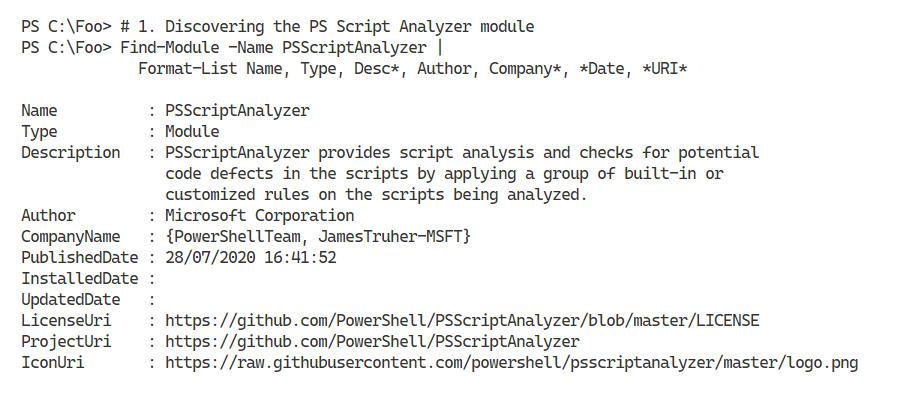 PS C:\Foo> # 1. Discovering the PS Script Analyzer module
PS C:\Foo> Find-Module -Name PSScriptAnalyzer |
             Format-List Name, Type, Desc*, Author, Company*, *Date, *URI*

Name          : PSScriptAnalyzer
Type          : Module
Description   : PSScriptAnalyzer provides script analysis and checks for potential
                code defects in the scripts by applying a group of built-in or
                customized rules on the scripts being analyzed.
Author        : Microsoft Corporation
CompanyName   : {PowerShellTeam, JamesTruher-MSFT}
PublishedDate : 28/07/2020 16:41:52
InstalledDate :
UpdatedDate   :
LicenseUri    : https://github.com/PowerShell/PSScriptAnalyzer/blob/master/LICENSE
ProjectUri    : https://github.com/PowerShell/PSScriptAnalyzer
IconUri       : https://raw.githubusercontent.com/powershell/psscriptanalyzer/master/logo.png